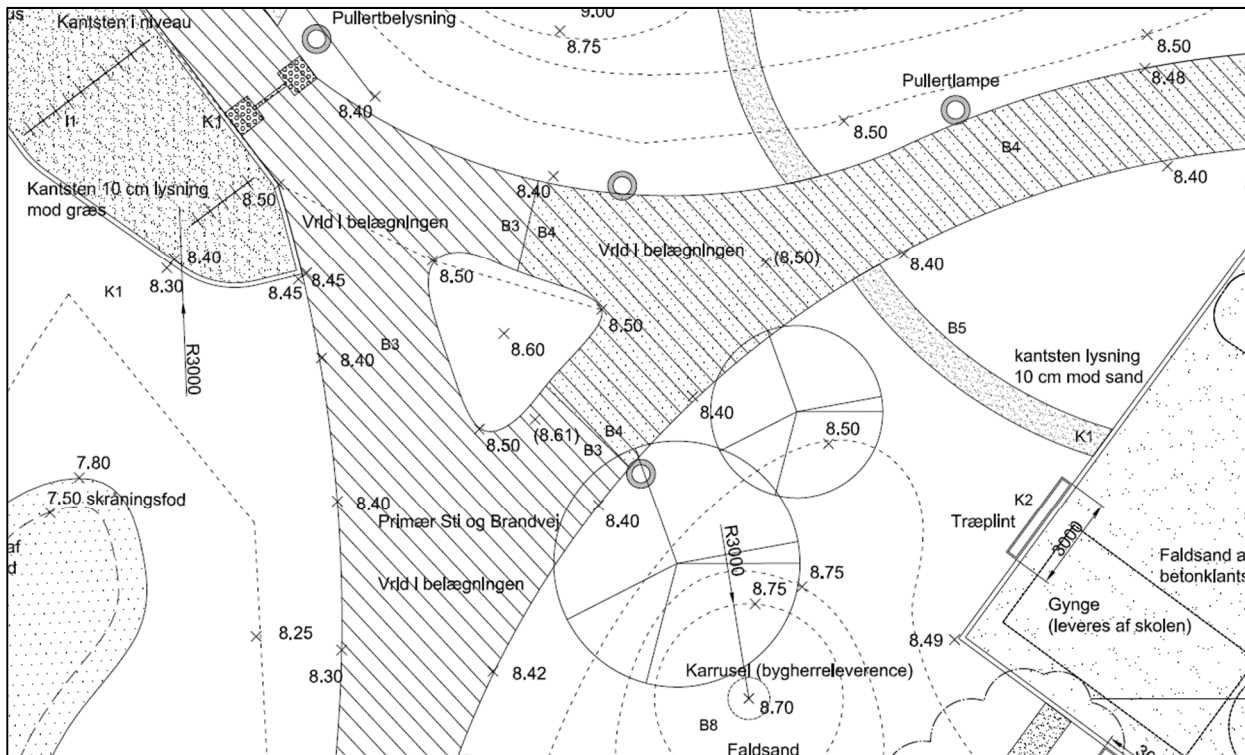 us
Kantsten i niveau
Pullertbelysning
9.00
8.75
8.50
8.48
Pullertlampe
I1
K1
8.40
8.50
B4
Kantsten 10 cm lysning
mod græs
8.50
8.40
8.40
Vrid i belægningen
B3
B4
Vrid i belægningen
(8.50)
8.40
8.40
8.30
K1
8.45
8.45
8.50
8.50
8.60
B5
R3000
8.40
B3
kantsten lysning
10 cm mod sand
8.40
8.50
(8.61)
B4
B3
8.50
K1
7.80
7.50 skråningsfod
8.40
Primær Sti og Brandvej
8.40
K2
Træplint
3000
af
d
R3000
Faldsand a
betonkants
Vrid i belægningen
8.75
8.75
Gynge
(leveres af skolen)
8.25
8.30
8.42
8.49
Karrusel (bygherreleverence)
8.70
B8
Faldsand